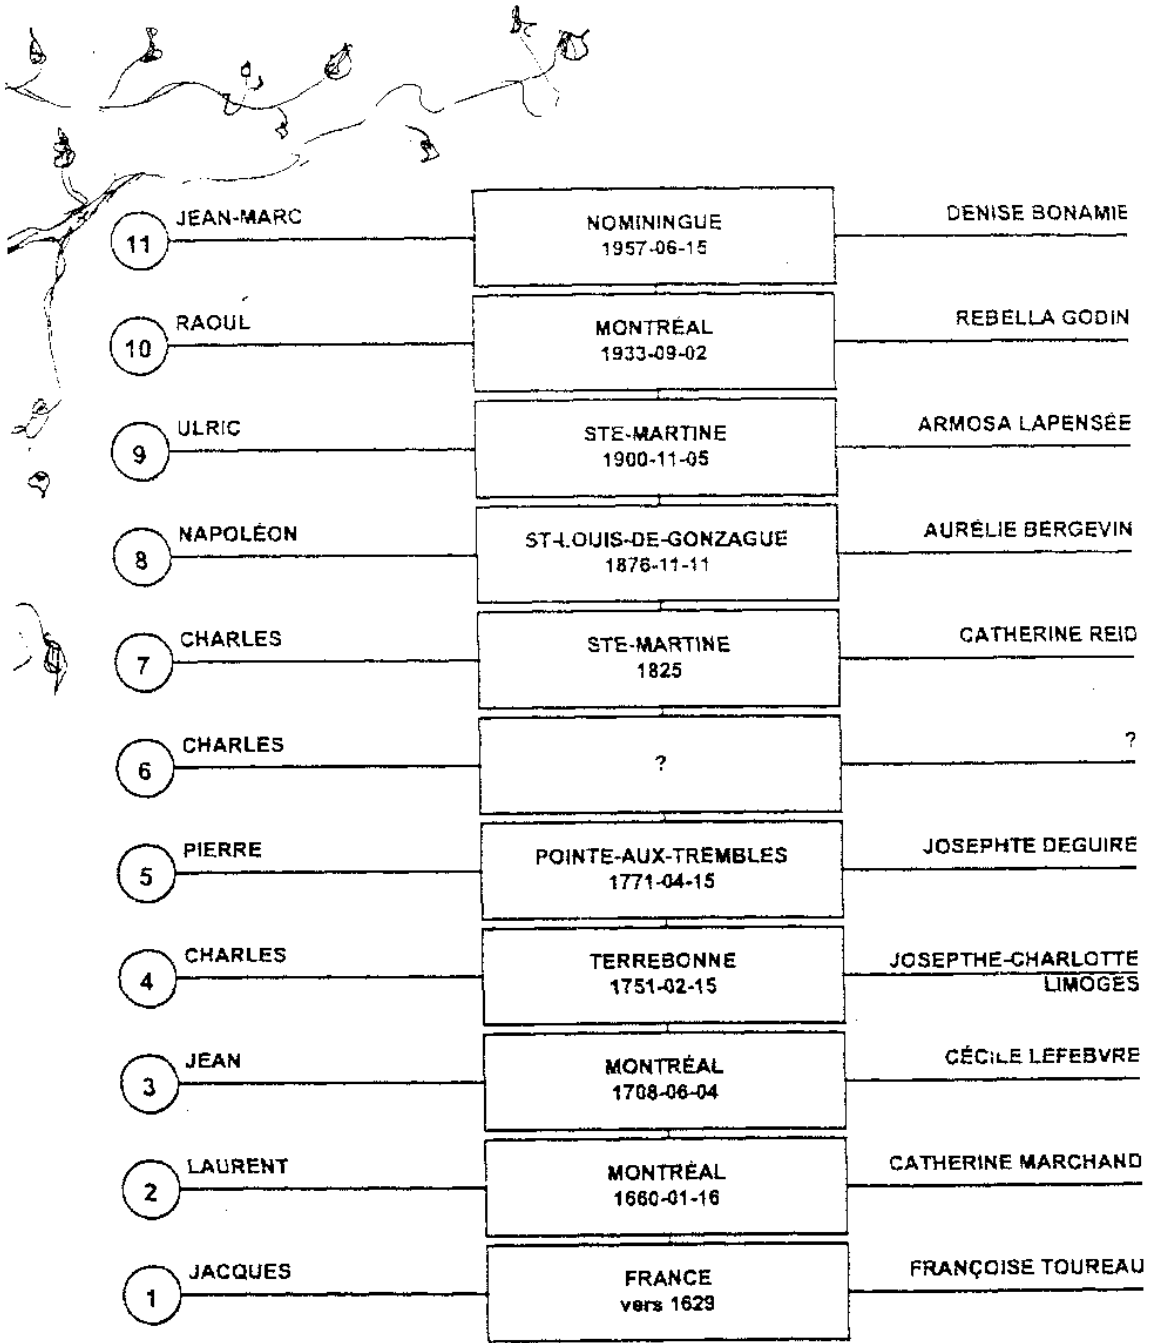 JEAN-MARC
11
NOMININGUE
1957-06-15
DENISE BONAMIE
RAOUL
10
MONTRÉAL
1933-09-02
REBELLA GODIN
ULRIC
9
STE-MARTINE
1900-11-05
ARMOSA LAPENSÉE
NAPOLÉON
8
ST-LOUIS-DE-GONZAGUE
1876-11-11
AURÉLIE BERGEVIN
CHARLES
7
STE-MARTINE
1825
CATHERINE REID
CHARLES
6
?
?
PIERRE
5
POINTE-AUX-TREMBLES
1771-04-15
JOSEPHTE DEGUIRE
CHARLES
4
TERREBONNE
1751-02-15
JOSEPTHE-CHARLOTTE
LIMOGES
JEAN
3
MONTRÉAL
1708-06-04
CÉCILE LEFEBVRE
LAURENT
2
MONTRÉAL
1660-01-16
CATHERINE MARCHAND
JACQUES
1
FRANCE
vers 1629
FRANÇOISE TOUREAU